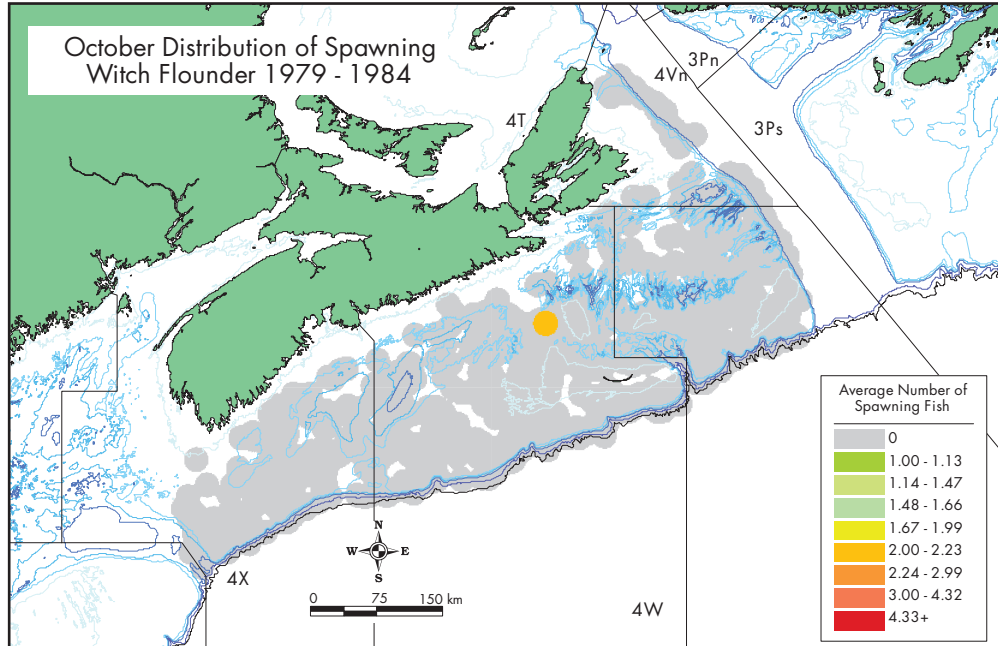 October Distribution of Spawning
Witch Flounder 1979 - 1984
3Pn
4Vn
3Ps
4T
Average Number of
Spawning Fish
0
1.00 - 1.13
1.14 - 1.47
1.48 - 1.66
1.67 - 1.99
2.00 - 2.23
2.24 - 2.99
3.00 - 4.32
4.33+
N
W E
S
4X
0 75 150 km
4W